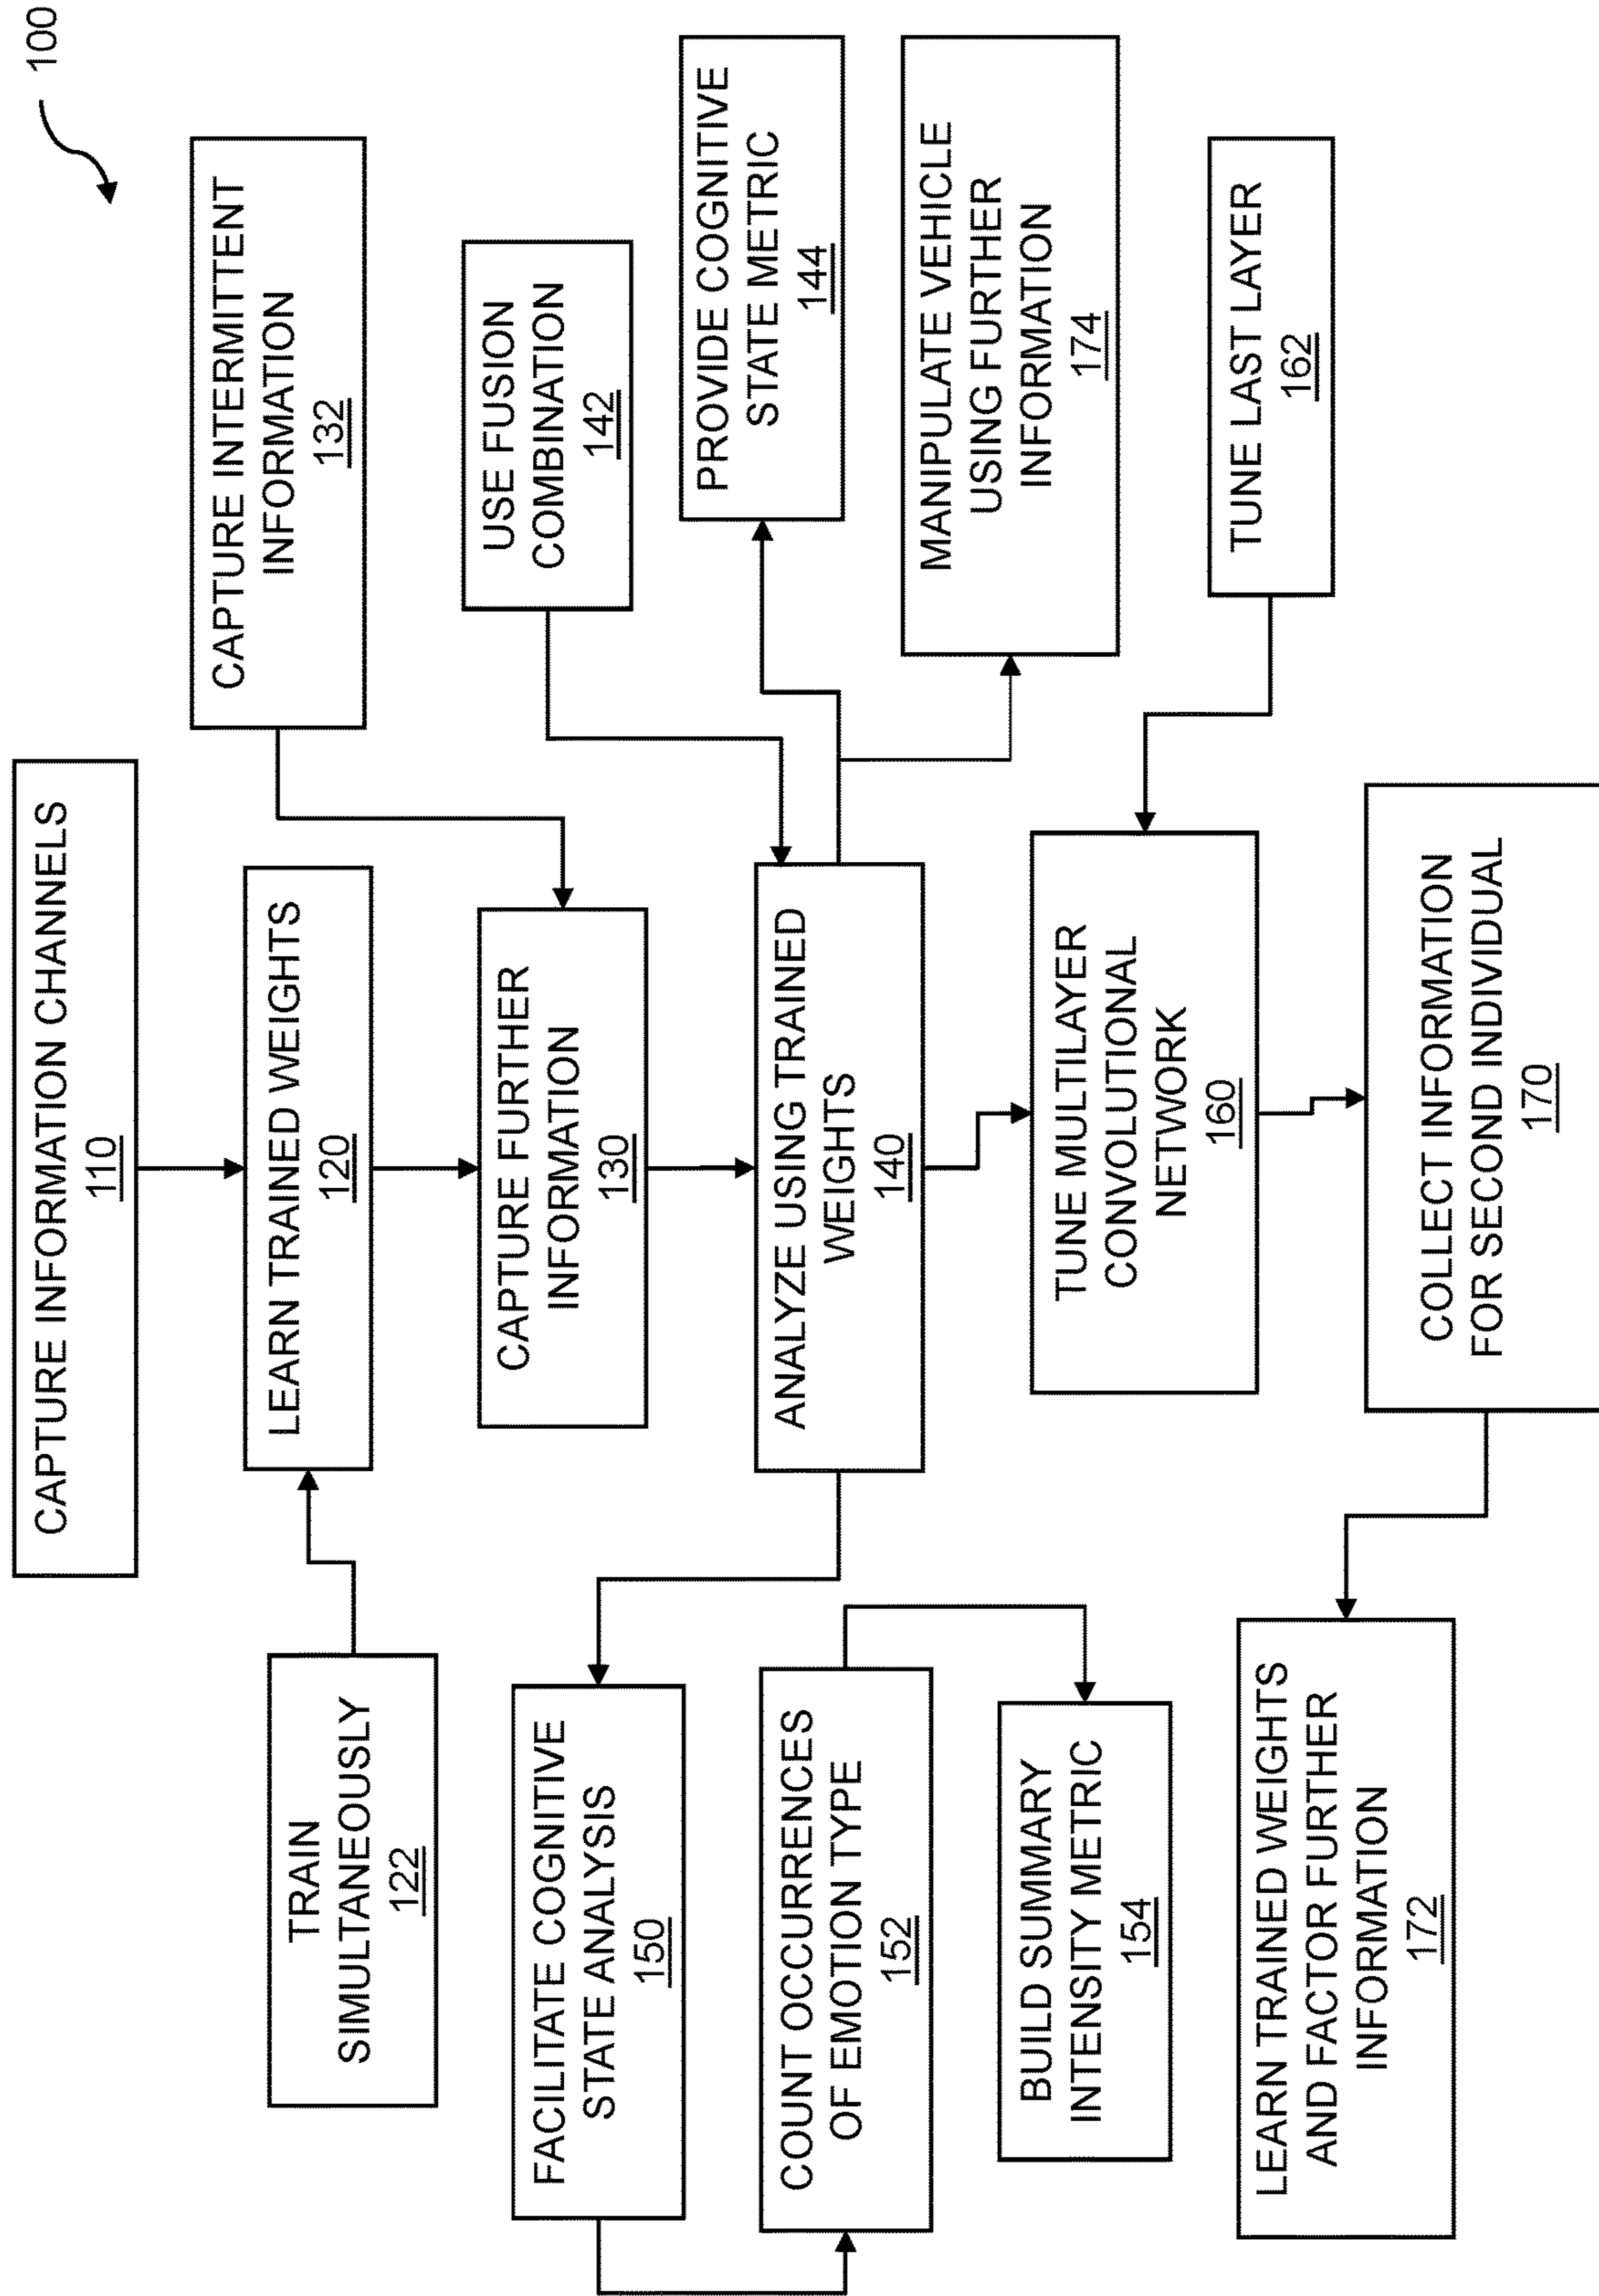 100
CAPTURE INFORMATION CHANNELS
110
CAPTURE INTERMITTENT
INFORMATION
132
LEARN TRAINED WEIGHTS
120
TRAIN
SIMULTANEOUSLY
122
USE FUSION
COMBINATION
142
CAPTURE FURTHER
INFORMATION
130
FACILITATE COGNITIVE
STATE ANALYSIS
150
PROVIDE COGNITIVE
STATE METRIC
144
ANALYZE USING TRAINED
WEIGHTS
140
COUNT OCCURRENCES
OF EMOTION TYPE
152
MANIPULATE VEHICLE
USING FURTHER
INFORMATION
174
BUILD SUMMARY
INTENSITY METRIC
154
TUNE MULTILAYER
CONVOLUTIONAL
NETWORK
160
TUNE LAST LAYER
162
LEARN TRAINED WEIGHTS
AND FACTOR FURTHER
INFORMATION
172
COLLECT INFORMATION
FOR SECOND INDIVIDUAL
170